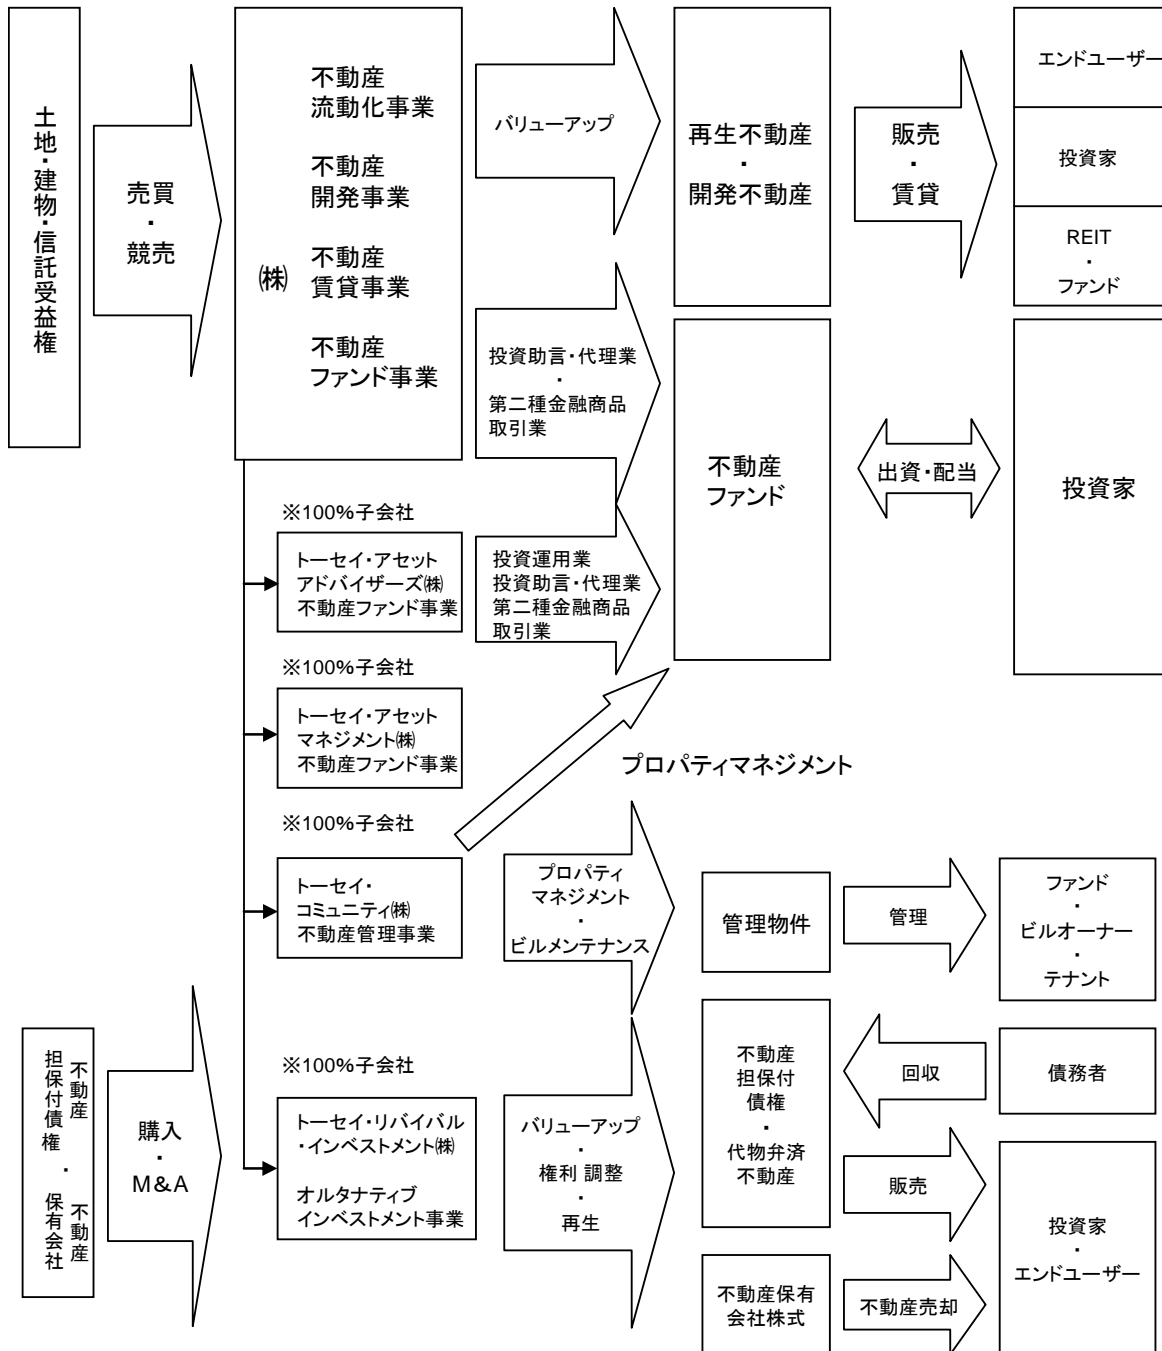 土地・建物・信託受益権
売買
・
競売
㈱
不動産
流動化事業
不動産
開発事業
不動産
賃貸事業
不動産
ファンド事業
バリューアップ
再生不動産
・
開発不動産
販売
・
賃貸
エンドユーザー
投資家
REIT
・
ファンド
投資助言・代理業
・
第二種金融商品
取引業
不動産
ファンド
出資・配当
投資家
※100%子会社
トーセイ・アセット
アドバイザーズ㈱
不動産ファンド事業
投資運用業
投資助言・代理業
第二種金融商品
取引業
※100%子会社
トーセイ・アセット
マネジメント㈱
不動産ファンド事業
プロパティマネジメント
※100%子会社
トーセイ・
コミュニティ㈱
不動産管理事業
プロパティ
マネジメント
・
ビルメンテナンス
管理物件
管理
ファンド
・
ビルオーナー
・
テナント
不動産
担保付債権・
不動産
保有会社
購入
・
M&A
※100%子会社
トーセイ・リバイバル
・インベストメント㈱
オルタナティブ
インベストメント事業
バリューアップ
・
権利 調整
・
再生
不動産
担保付
債権
・
代物弁済
不動産
回収
債務者
販売
投資家
・
エンドユーザー
不動産保有
会社株式
不動産売却